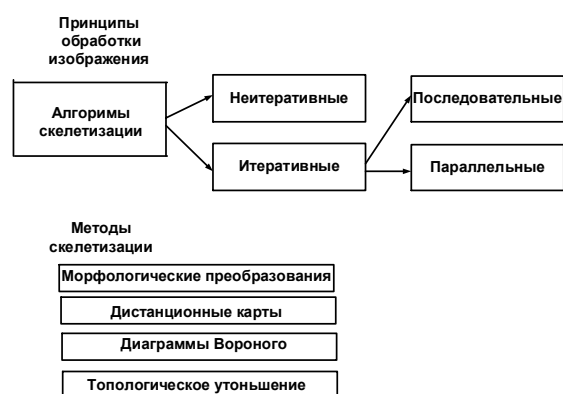 Принципы
обработки
изображения
Алгоримы
скелетизации
Неитеративные
Итеративные
Последовательные
Параллельные
Методы
скелетизации
Морфологические преобразования
Дистанционные карты
Диаграммы Вороного
Топологическое утоньшение